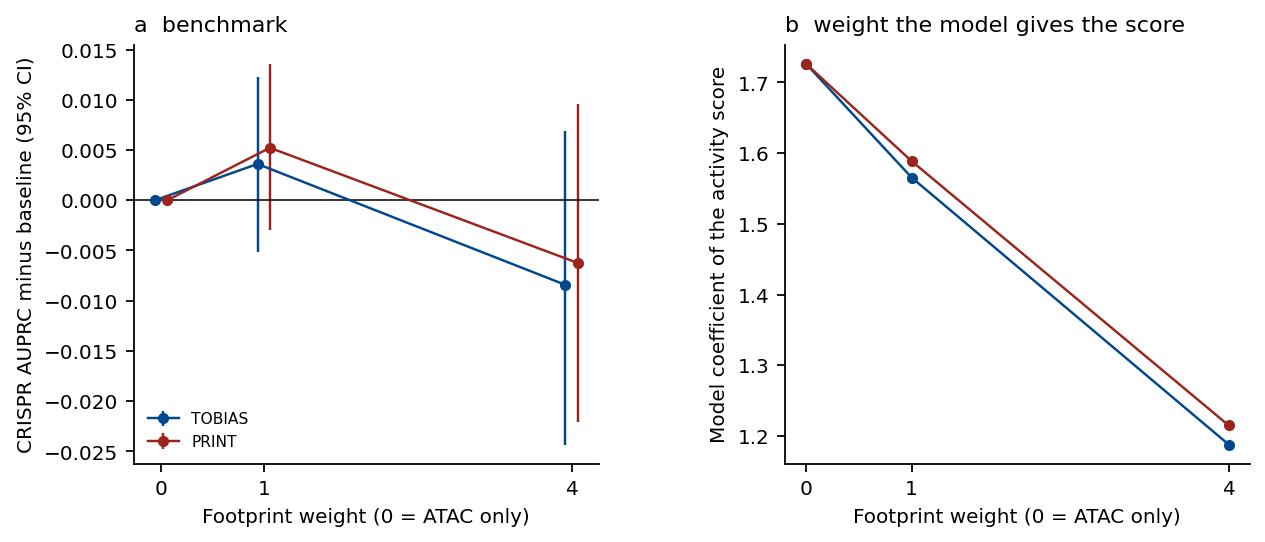 a  benchmark
CRISPR AUPRC minus baseline (95% CI)
0.015
0.010
0.005
0.000
−0.005
−0.010
−0.015
−0.020
−0.025
TOBIAS
PRINT
0 1 4
Footprint weight (0 = ATAC only)
b  weight the model gives the score
Model coefficient of the activity score
1.7
1.6
1.5
1.4
1.3
1.2
0 1 4
Footprint weight (0 = ATAC only)